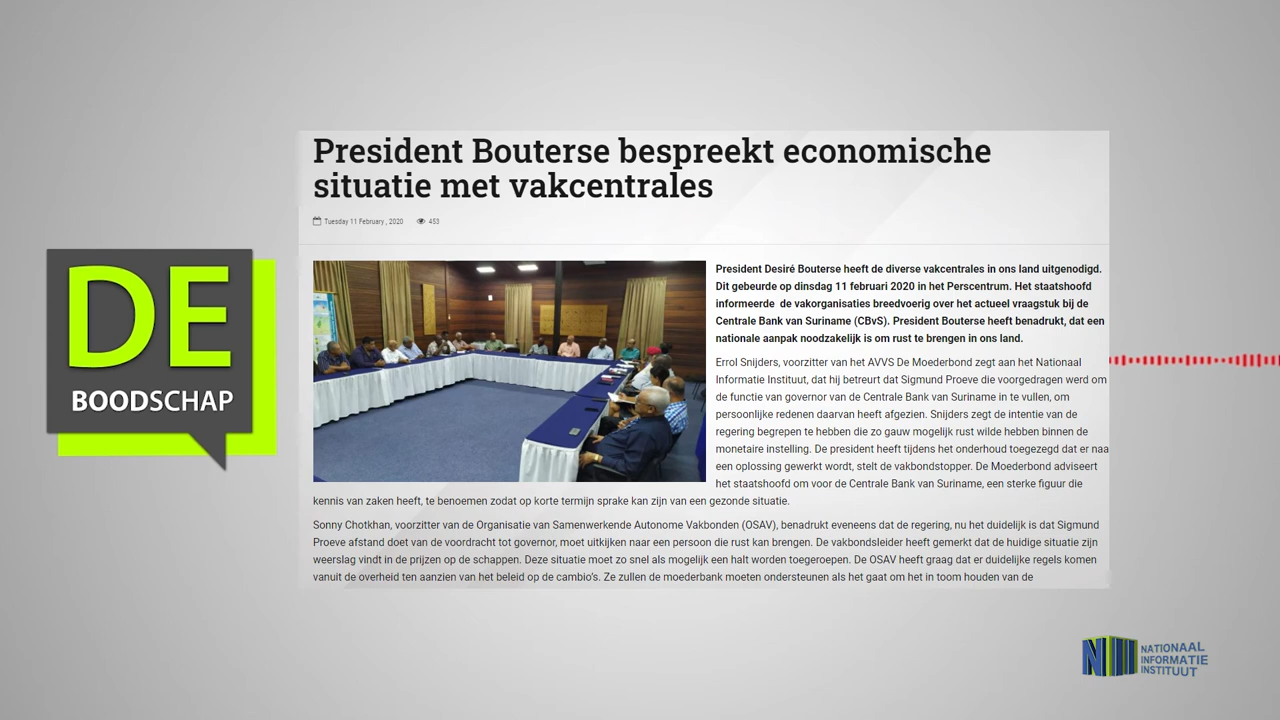 President Bouterse bespreekt economische
situatie met vakcentrales
Tuesday 11 February , 2020 453
DE
BOODSCHAP
President Desiré Bouterse heeft de diverse vakcentrales in ons land uitgenodigd.
Dit gebeurde op dinsdag 11 februari 2020 in het Perscentrum. Het staatshoofd
informeerde de vakorganisaties breedvoerig over het actueel vraagstuk bij de
Centrale Bank van Suriname (CBvS). President Bouterse heeft benadrukt, dat een
nationale aanpak noodzakelijk is om rust te brengen in ons land.
Errol Snijders, voorzitter van het AVVS De Moederbond zegt aan het Nationaal
Informatie Instituut, dat hij betreurt dat Sigmund Proeve die voorgedragen werd om
de functie van governor van de Centrale Bank van Suriname in te vullen, om
persoonlijke redenen daarvan heeft afgezien. Snijders zegt de intentie van de
regering begrepen te hebben die zo gauw mogelijk rust wilde hebben binnen de
monetaire instelling. De president heeft tijdens het onderhoud toegezegd dat er naa
een oplossing gewerkt wordt, stelt de vakbondstopper. De Moederbond adviseert
het staatshoofd om voor de Centrale Bank van Suriname, een sterke figuur die
kennis van zaken heeft, te benoemen zodat op korte termijn sprake kan zijn van een gezonde situatie.
Sonny Chotkhan, voorzitter van de Organisatie van Samenwerkende Autonome Vakbonden (OSAV), benadrukt eveneens dat de regering, nu het duidelijk is dat Sigmund
Proeve afstand doet van de voordracht tot governor, moet uitkijken naar een persoon die rust kan brengen. De vakbondsleider heeft gemerkt dat de huidige situatie zijn
weerslag vindt in de prijzen op de schappen. Deze situatie moet zo snel als mogelijk een halt worden toegeroepen. De OSAV heeft graag dat er duidelijke regels komen
vanuit de overheid ten aanzien van het beleid op de cambio's. Ze zullen de moederbank moeten ondersteunen als het gaat om het in toom houden van de
NII NATIONAAL
INFORMATIE
INSTITUUT